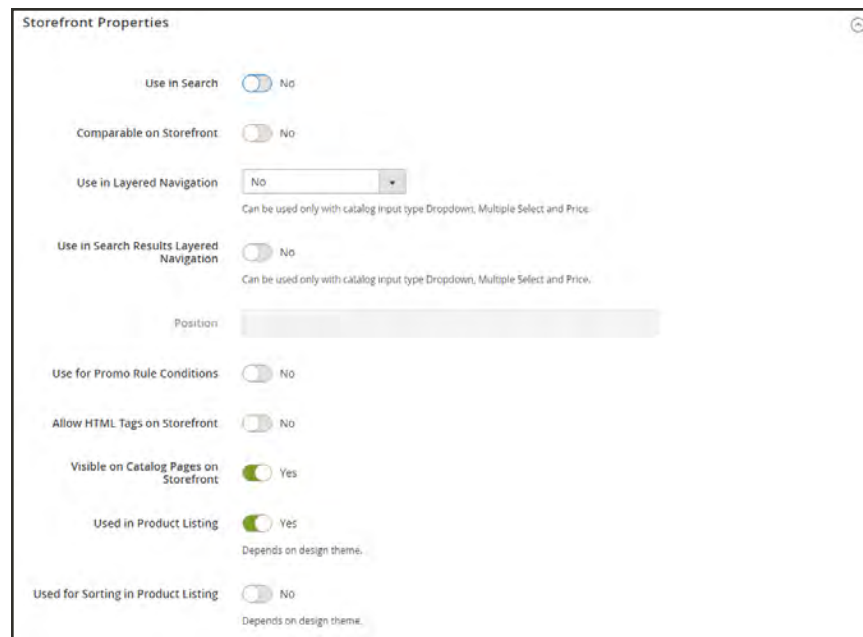 Storefront Properties
Use in Search No
Comparable on Storefront No
Use in Layered Navigation No
Can be used only with catalog input type Dropdown, Multiple Select and Price.
Use in Search Results Layered
Navigation No
Can be used only with catalog input type Dropdown, Multiple Select and Price.
Position
Use for Promo Rule Conditions No
Allow HTML Tags on Storefront No
Visible on Catalog Pages on
Storefront Yes
Used in Product Listing Yes
Depends on design theme.
Used for Sorting in Product Listing No
Depends on design theme.